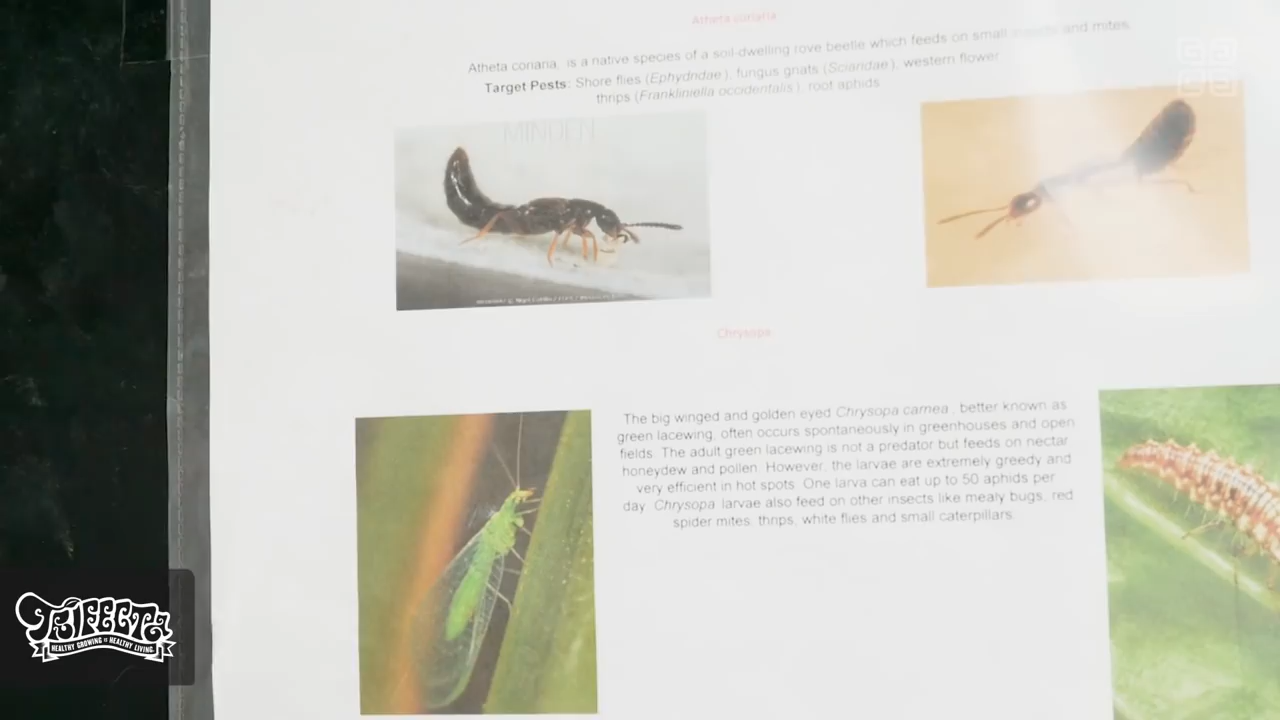 Atheta coriaria
Atheta coriaria, is a native species of a soil-dwelling rove beetle which feeds on small insects and mites.
Target Pests: Shore flies (Ephydridae), fungus gnats (Sciaridae), western flower
thrips (Frankliniella occidentalis), root aphids
MINDEN
Chrysopa
The big winged and golden eyed Chrysopa carnea, better known as
green lacewing, often occurs spontaneously in greenhouses and open
fields. The adult green lacewing is not a predator but feeds on nectar
honeydew and pollen. However, the larvae are extremely greedy and
very efficient in hot spots. One larva can eat up to 50 aphids per
day. Chrysopa larvae also feed on other insects like mealy bugs, red
spider mites, thrips, white flies and small caterpillars.
TRIFECTA
HEALTHY GROWING = HEALTHY LIVING.